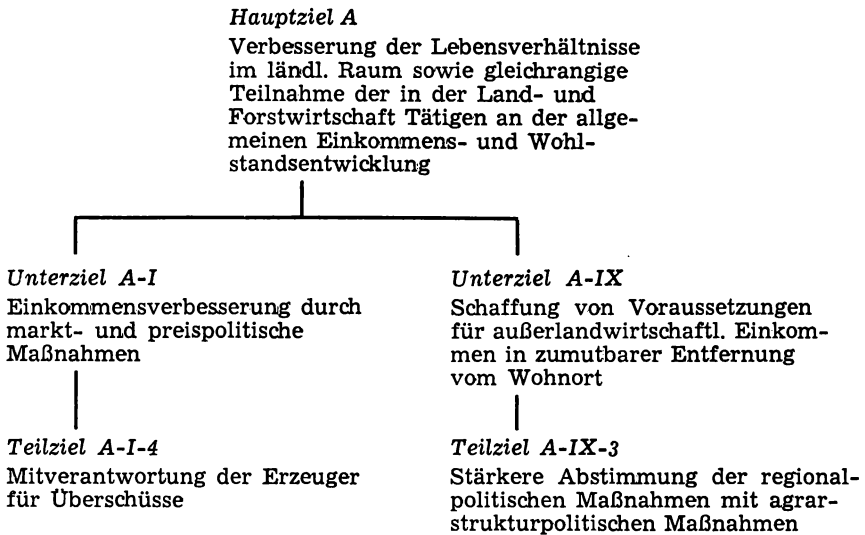 Hauptziel A
Verbesserung der Lebensverhältnisse
im ländl. Raum sowie gleichrangige
Teilnahme der in der Land- und
Forstwirtschaft Tätigen an der allge-
meinen Einkommens- und Wohl-
standsentwicklung
Unterziel A-I
Einkommensverbesserung durch
markt- und preispolitische
Maßnahmen
Teilziel A-I-4
Mitverantwortung der Erzeuger
für Überschüsse
Unterziel A-IX
Schaffung von Voraussetzungen
für außerlandwirtschaftl. Einkom-
men in zumutbarer Entfernung
vom Wohnort
Teilziel A-IX-3
Stärkere Abstimmung der regional-
politischen Maßnahmen mit agrar-
strukturpolitischen Maßnahmen